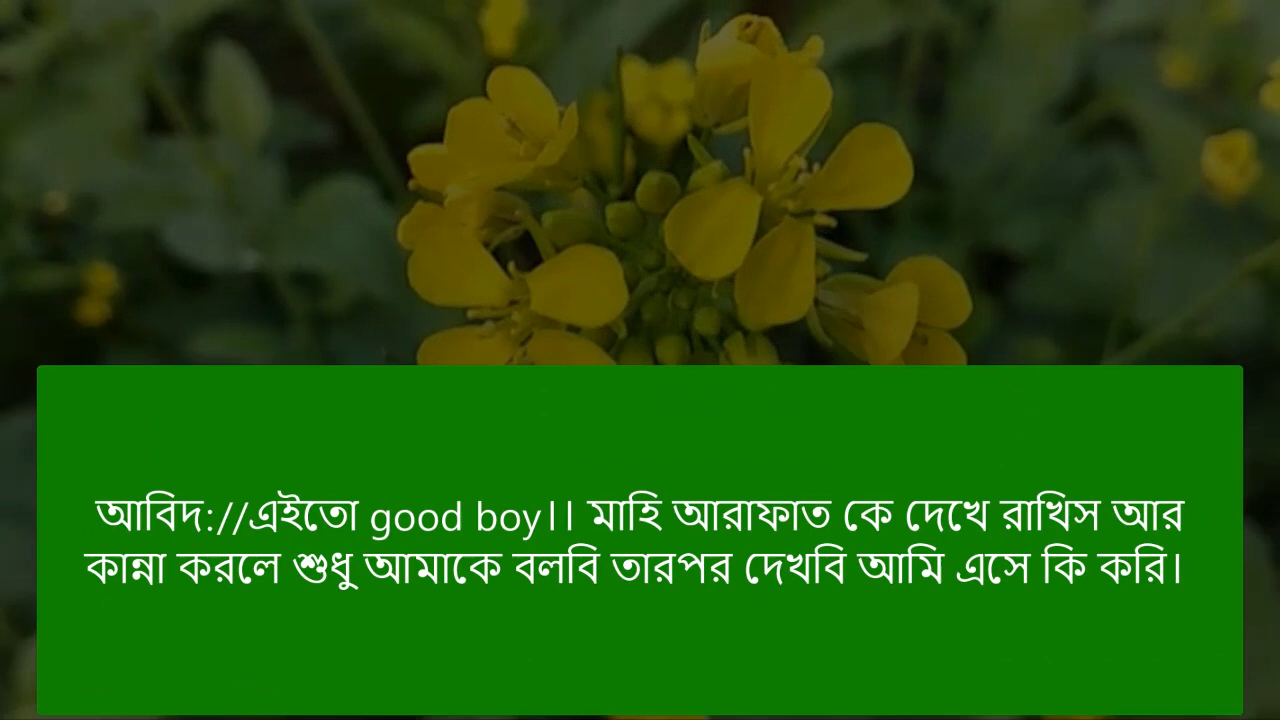 আবিদ://এইতো good boy।। মাহি আরাফাত কে দেখে রাখিস আর
কান্না করলে শুধু আমাকে বলবি তারপর দেখবি আমি এসে কি করি।